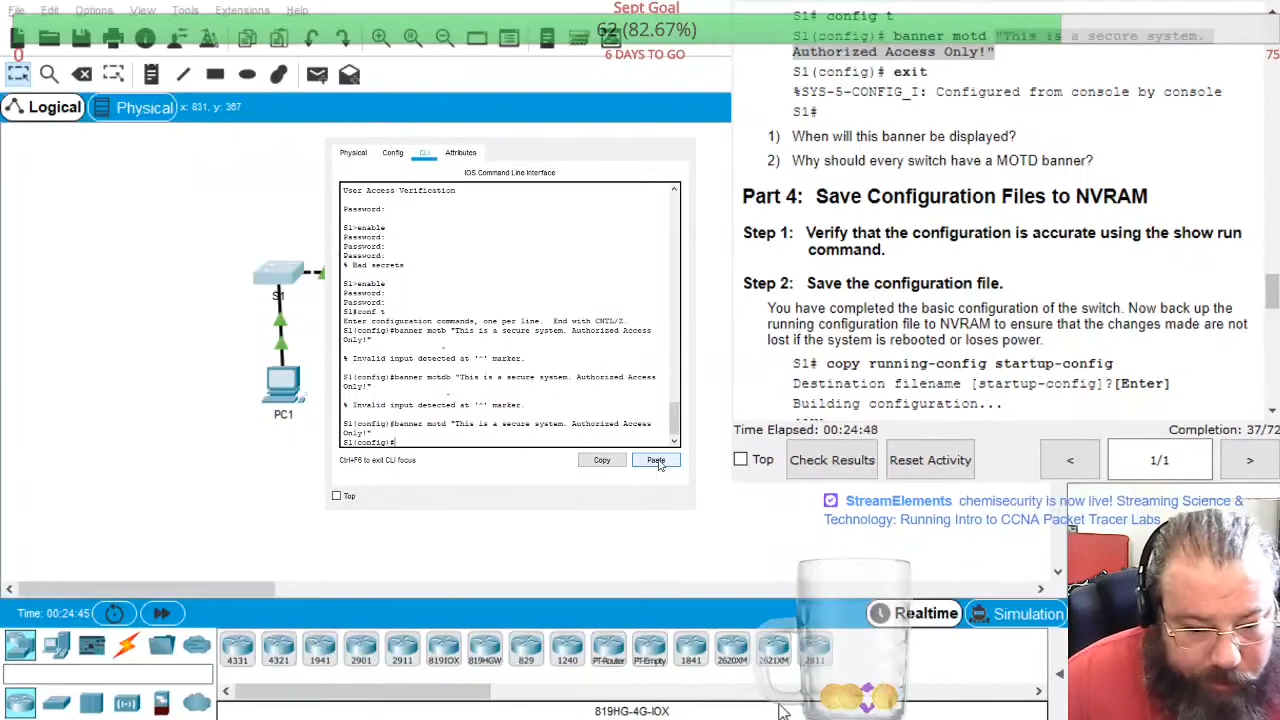 File Edit Options View Tools Extensions Help
Sept Goal
62 (82.67%)
6 DAYS TO GO
0
75
Logical
Physical
x: 831, y: 367
S1
PC1
Physical Config CLI Attributes
IOS Command Line Interface
User Access Verification
Password:
S1>enable
Password:
Password:
Password:
% Bad secrets
S1>enable
Password:
Password:
S1#conf t
Enter configuration commands, one per line. End with CNTL/Z.
S1(config)#banner motb "This is a secure system. Authorized Access
Only!"
^
% Invalid input detected at '^' marker.
S1(config)#banner motdb "This is a secure system. Authorized Access
Only!"
^
% Invalid input detected at '^' marker.
S1(config)#banner motd "This is a secure system. Authorized Access
Only!"
S1(config)#
Ctrl+F6 to exit CLI focus
Copy
Paste
Top
S1# config t
S1(config)# banner motd "This is a secure system.
Authorized Access Only!"
S1(config)# exit
%SYS-5-CONFIG_I: Configured from console by console
S1#
1) When will this banner be displayed?
2) Why should every switch have a MOTD banner?
Part 4: Save Configuration Files to NVRAM
Step 1: Verify that the configuration is accurate using the show run
command.
Step 2: Save the configuration file.
You have completed the basic configuration of the switch. Now back up the
running configuration file to NVRAM to ensure that the changes made are not
lost if the system is rebooted or loses power.
S1# copy running-config startup-config
Destination filename [startup-config]?[Enter]
Building configuration...
Time Elapsed: 00:24:48
Completion: 37/72
Top
Check Results
Reset Activity
<
1/1
>
StreamElements chemisecurity is now live! Streaming Science &
Technology: Running Intro to CCNA Packet Tracer Labs
Time: 00:24:45
Realtime
Simulation
4331 4321 1941 2901 2911 819IOX 819HGW 829 1240 PT-Router PT-Empty 1841 2620XM 2621XM 2811
819HG-4G-IOX